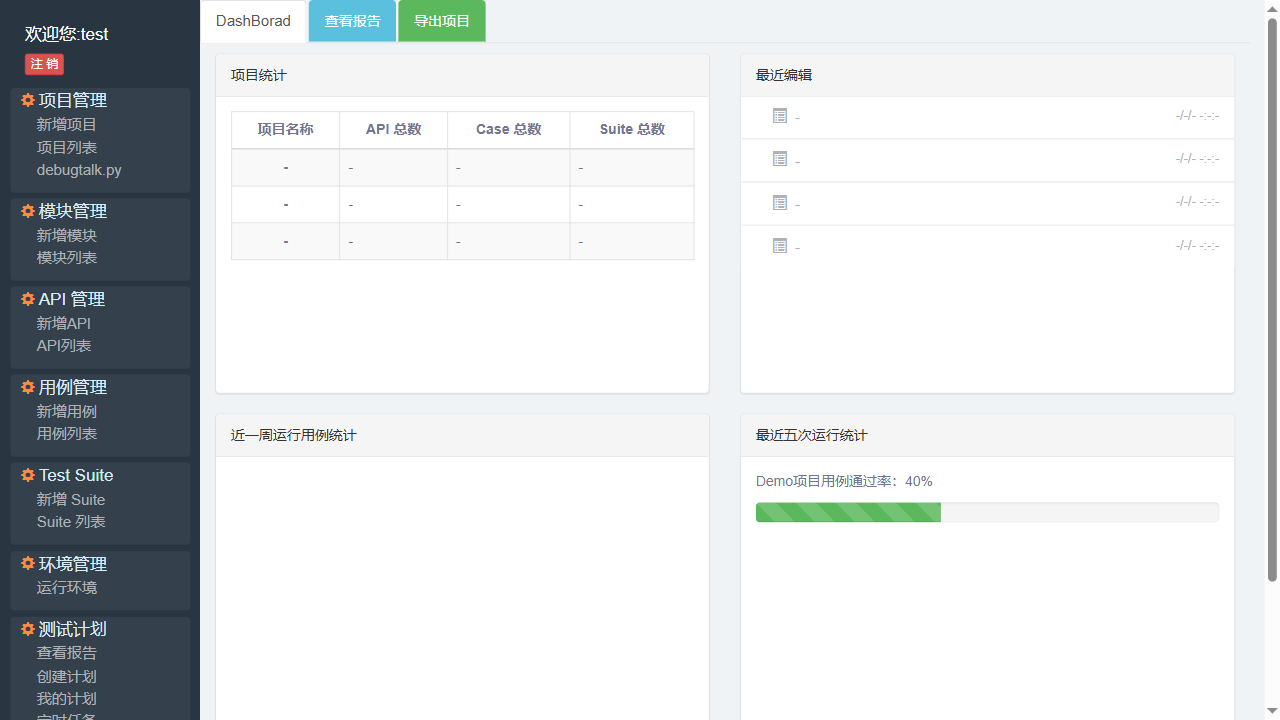 欢迎您:test
注 销
项目管理
新增项目
项目列表
debugtalk.py
模块管理
新增模块
模块列表
API 管理
新增API
API列表
用例管理
新增用例
用例列表
Test Suite
新增 Suite
Suite 列表
环境管理
运行环境
测试计划
查看报告
创建计划
我的计划
定时任务
DashBorad 查看报告 导出项目
项目统计
项目名称 API 总数 Case 总数 Suite 总数
- - - -
- - - -
- - - -
最近编辑
- -/-/- -:-:-
- -/-/- -:-:-
- -/-/- -:-:-
- -/-/- -:-:-
近一周运行用例统计
最近五次运行统计
Demo项目用例通过率：40%